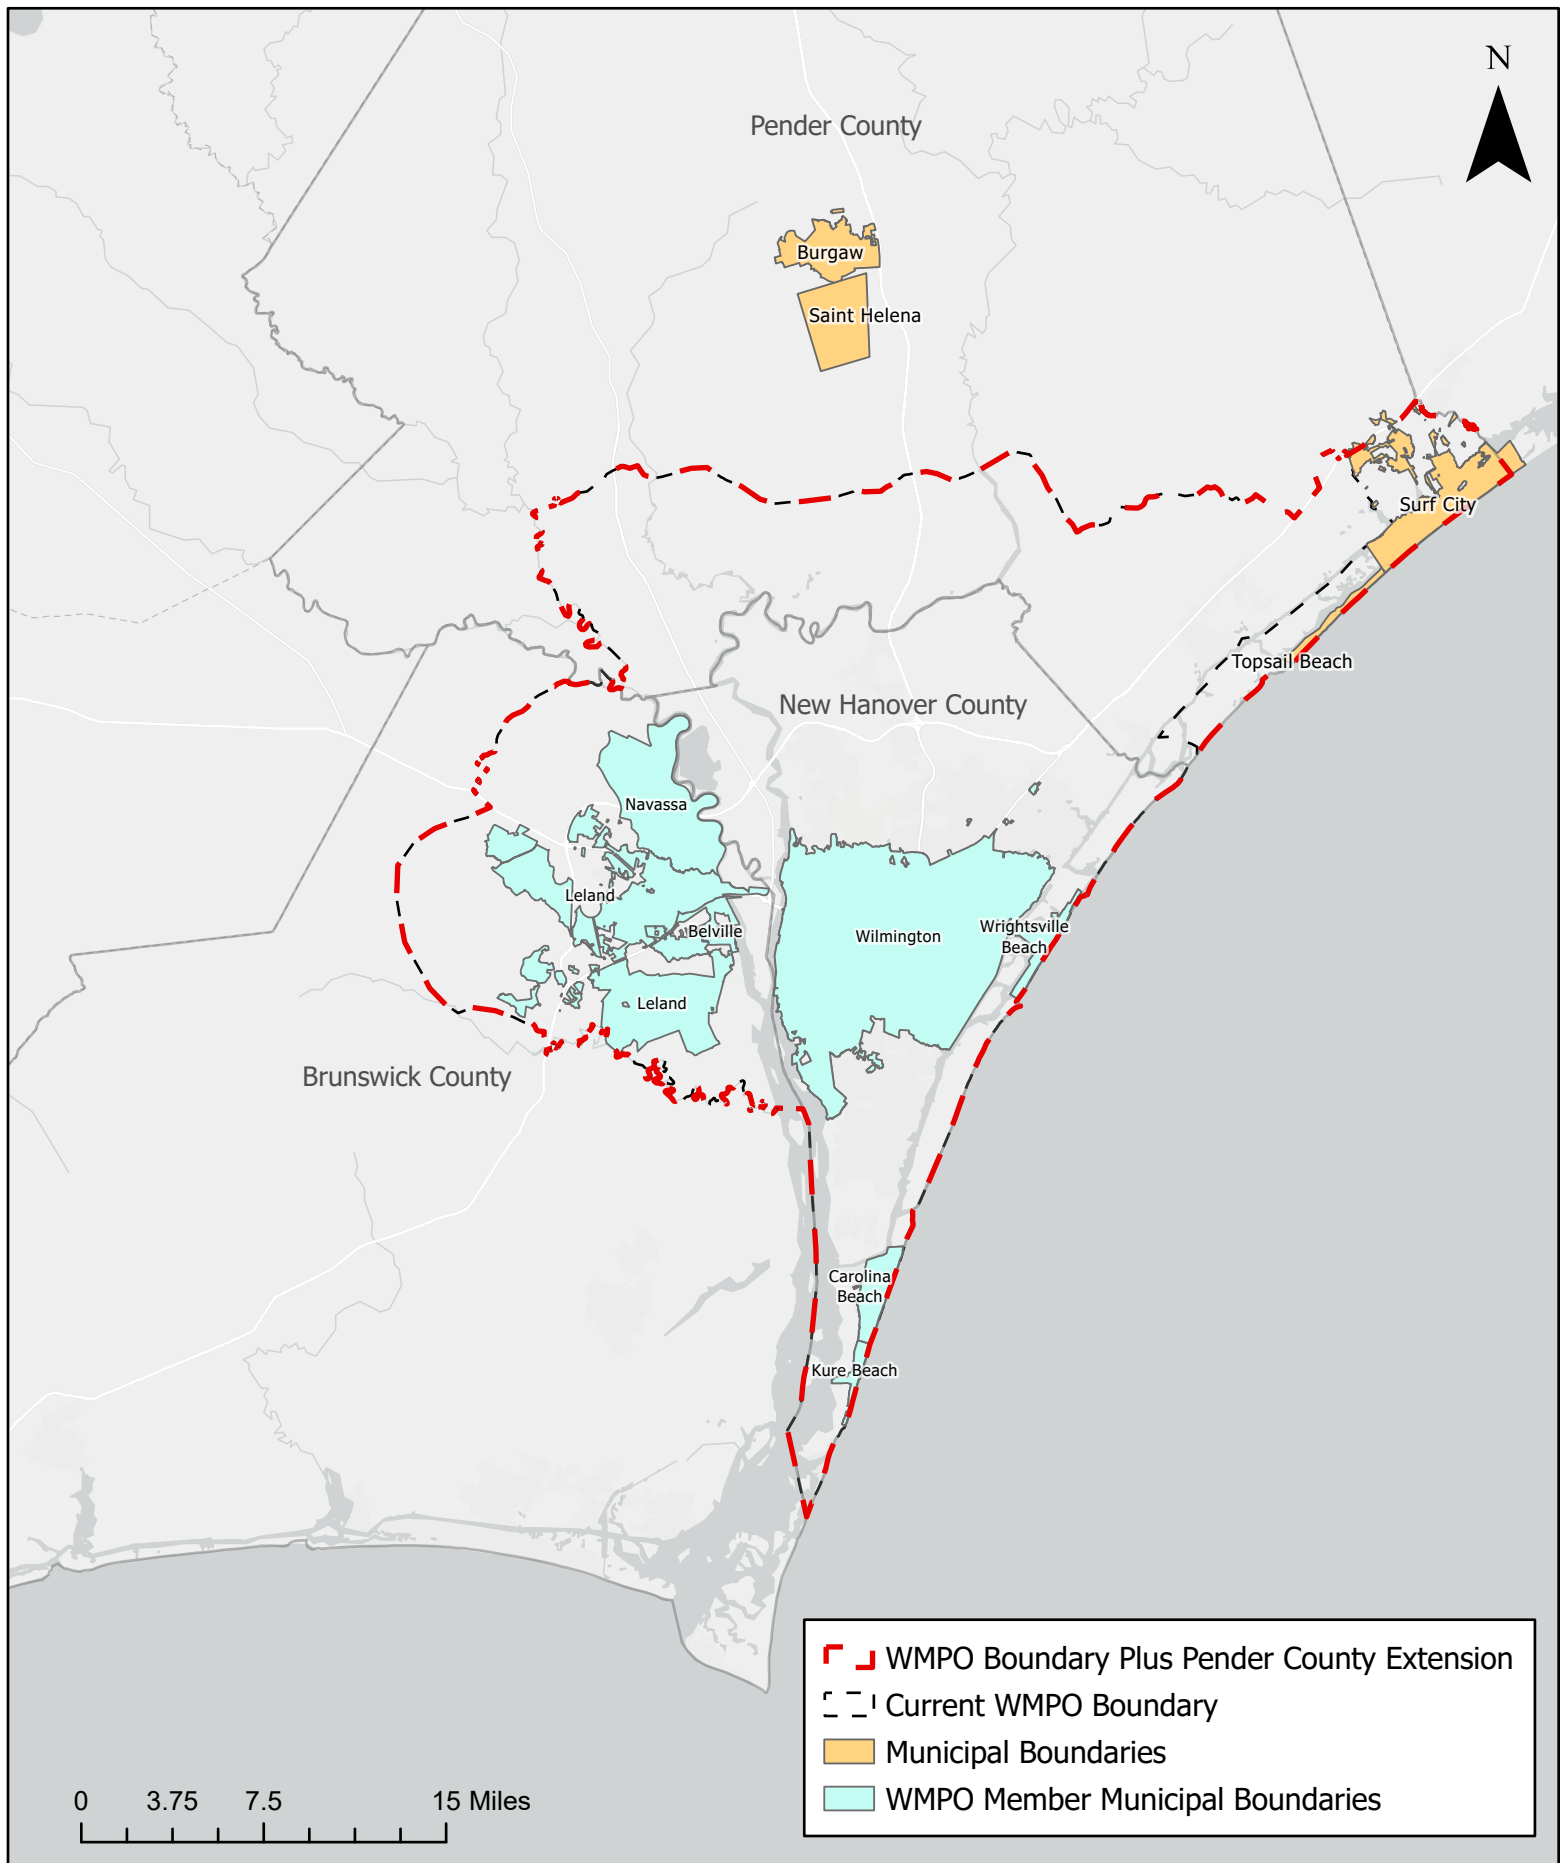 N
Pender County
Burgaw
Saint Helena
Surf City
Topsail Beach
New Hanover County
Navassa
Leland
Belville
Wilmington
Wrightsville
Beach
Leland
Brunswick County
Carolina
Beach
Kure Beach
WMPO Boundary Plus Pender County Extension
Current WMPO Boundary
Municipal Boundaries
WMPO Member Municipal Boundaries
0 3.75 7.5 15 Miles